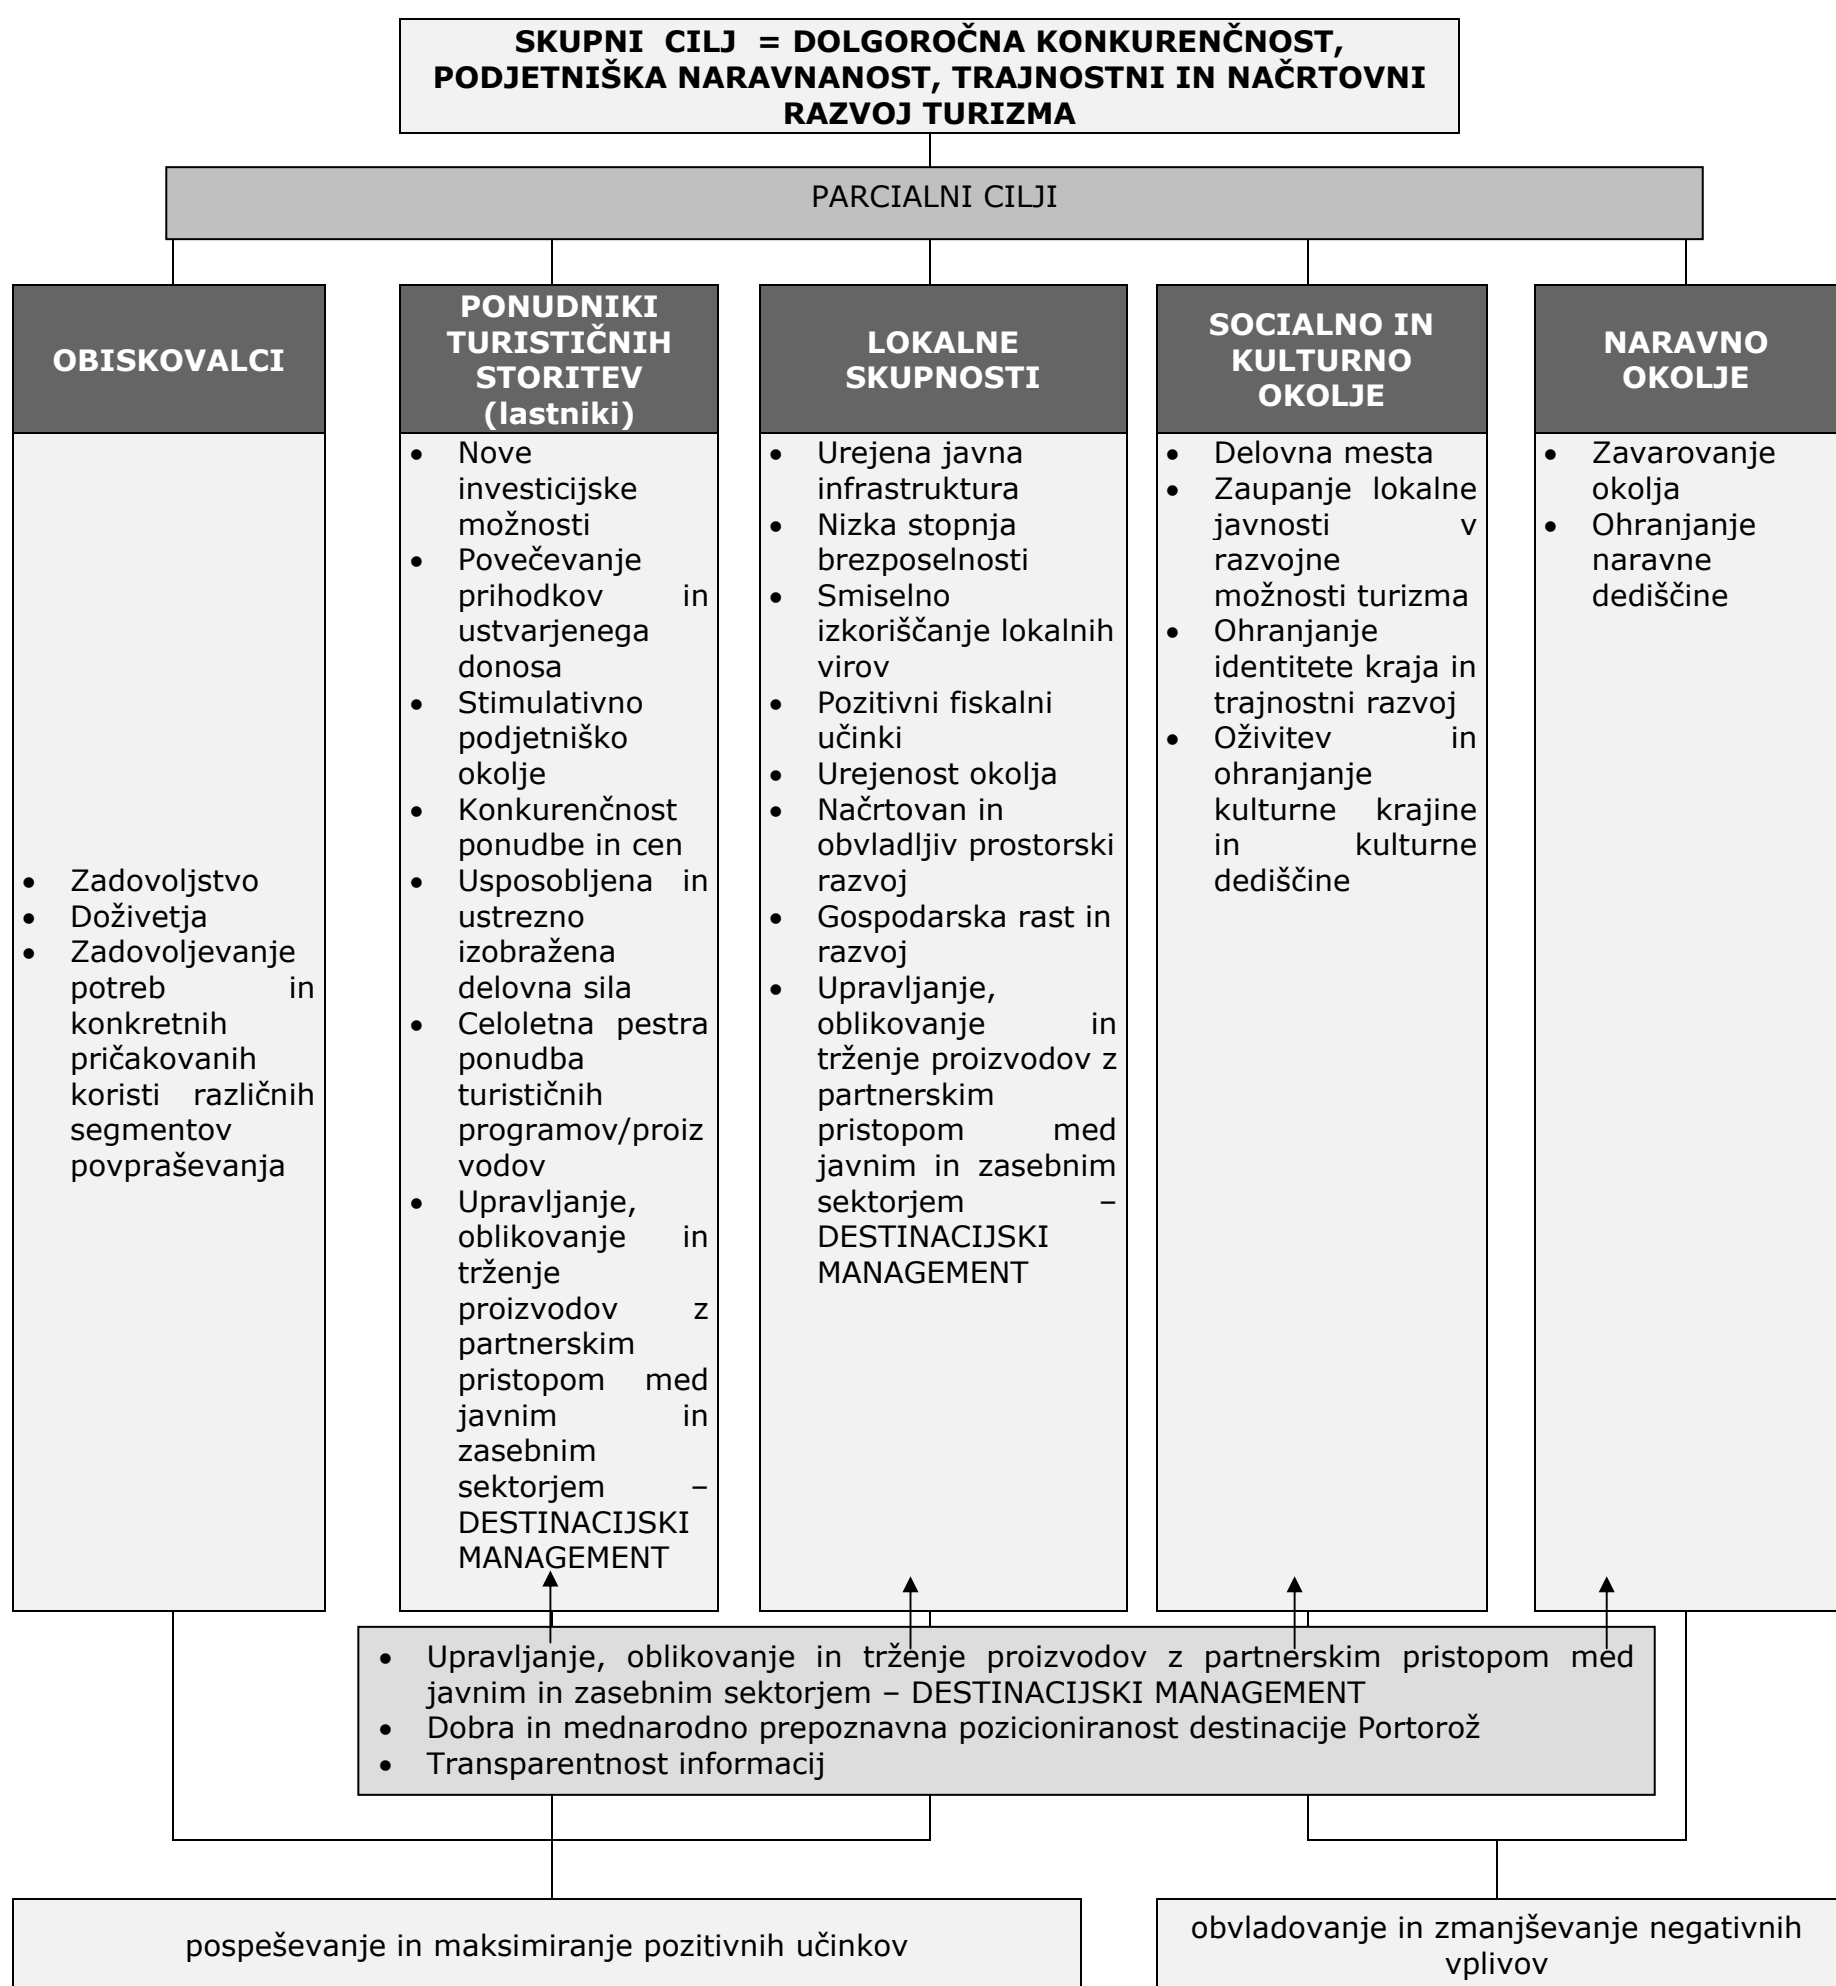 SKUPNI CILJ = DOLGOROČNA KONKURENČNOST,
PODJETNIŠKA NARAVNANOST, TRAJNOSTNI IN NAČRTOVNI
RAZVOJ TURIZMA
PARCIALNI CILJI
OBISKOVALCI
• Zadovoljstvo
• Doživetja
• Zadovoljevanje
potreb in
konkretnih
pričakovanih
koristi različnih
segmentov
povpraševanja
PONUDNIKI
TURISTIČNIH
STORITEV
(lastniki)
• Nove
investicijske
možnosti
• Povečevanje
prihodkov in
ustvarjenega
donosa
• Stimulativno
podjetniško
okolje
• Konkurenčnost
ponudbe in cen
• Usposobljena in
ustrezno
izobražena
delovna sila
• Celoletna pestra
ponudba
turističnih
programov/proiz
vodov
• Upravljanje,
oblikovanje in
trženje
proizvodov z
partnerskim
pristopom med
javnim in
zasebnim
sektorjem –
DESTINACIJSKI
MANAGEMENT
LOKALNE
SKUPNOSTI
• Urejena javna
infrastruktura
• Nizka stopnja
brezposelnosti
• Smiselno
izkoriščanje lokalnih
virov
• Pozitivni fiskalni
učinki
• Urejenost okolja
• Načrtovan in
obvladljiv prostorski
razvoj
• Gospodarska rast in
razvoj
• Upravljanje,
oblikovanje in
trženje proizvodov z
partnerskim
pristopom med
javnim in zasebnim
sektorjem –
DESTINACIJSKI
MANAGEMENT
SOCIALNO IN
KULTURNO
OKOLJE
• Delovna mesta
• Zaupanje lokalne
javnosti v
razvojne
možnosti turizma
• Ohranjanje
identitete kraja in
trajnostni razvoj
• Oživitev in
ohranjanje
kulturne krajine
in kulturne
dediščine
NARAVNO
OKOLJE
• Zavarovanje
okolja
• Ohranjanje
naravne
dediščine
• Upravljanje, oblikovanje in trženje proizvodov z partnerskim pristopom med
javnim in zasebnim sektorjem – DESTINACIJSKI MANAGEMENT
• Dobra in mednarodno prepoznavna pozicioniranost destinacije Portorož
• Transparentnost informacij
pospeševanje in maksimiranje pozitivnih učinkov
obvladovanje in zmanjševanje negativnih
vplivov